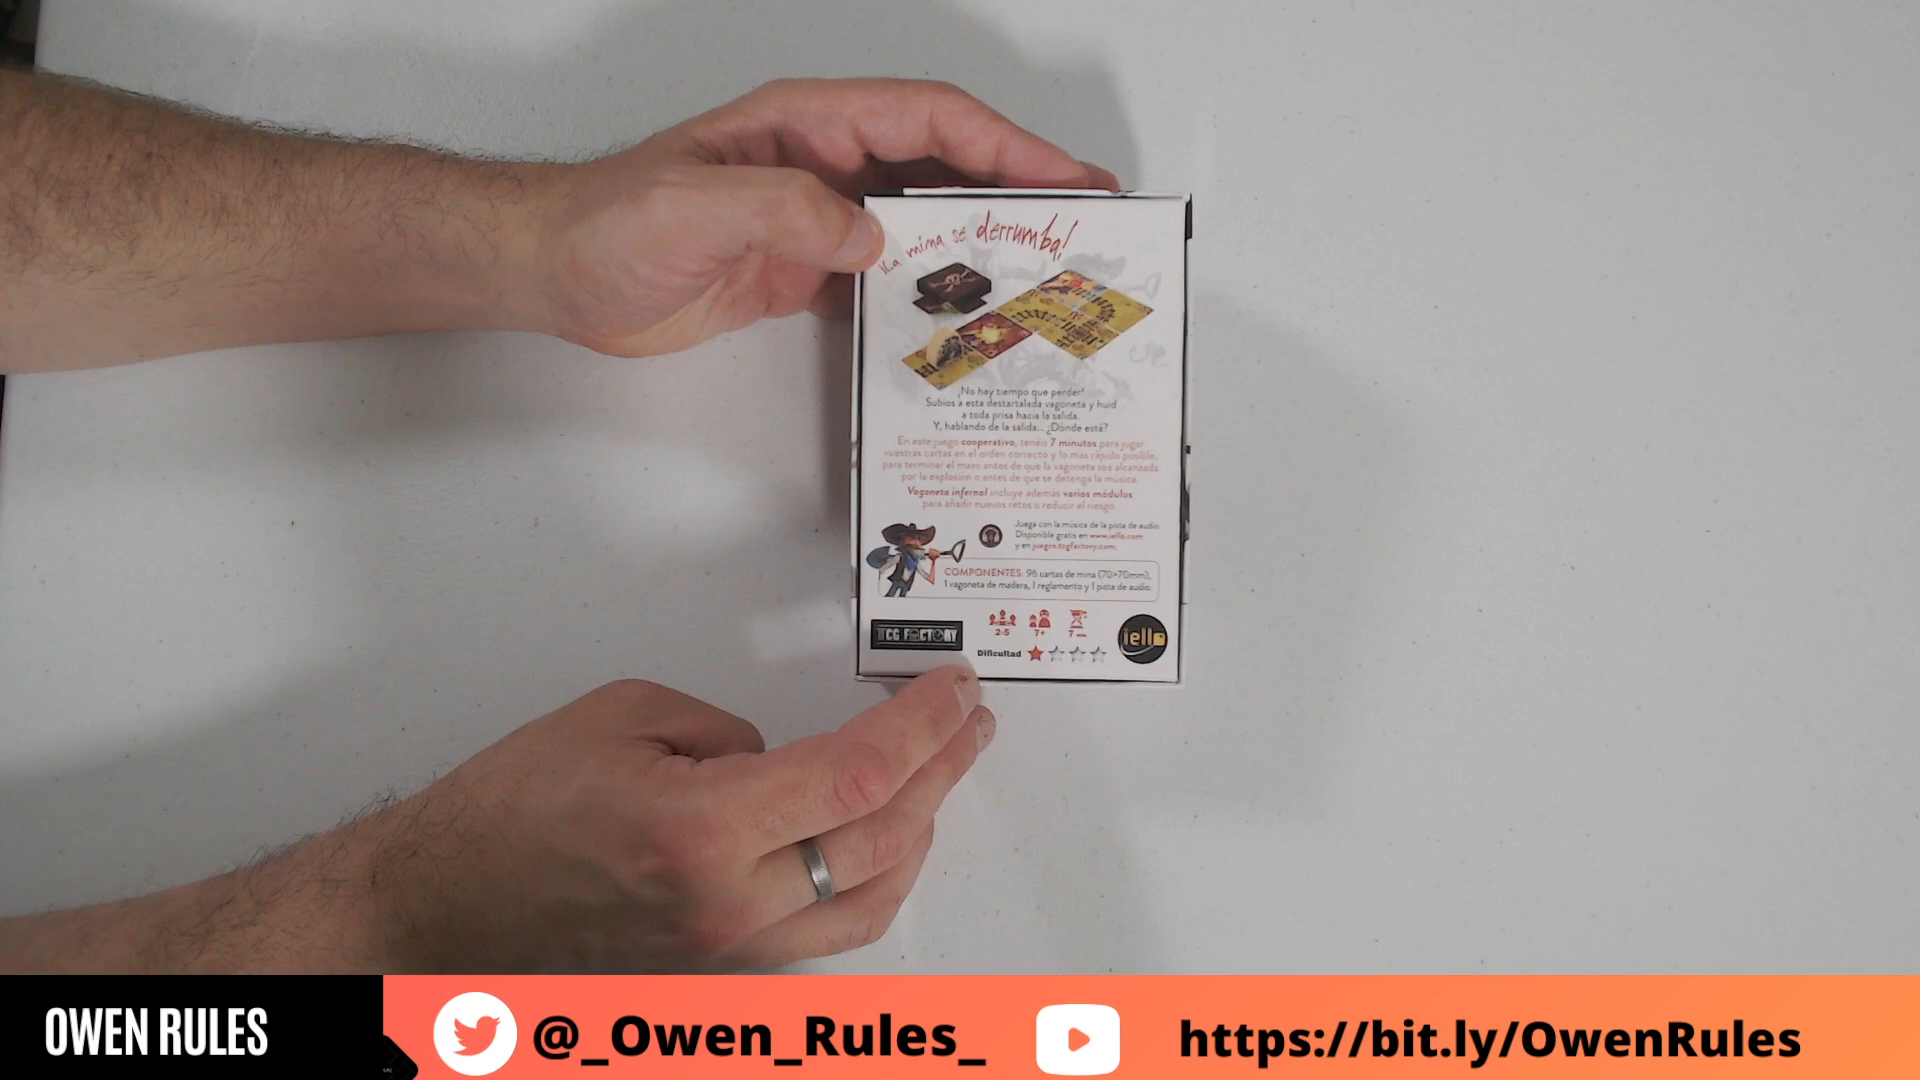 ¡La mina se derrumba!
¡No hay tiempo que perder!
Subíos a esta destartalada vagoneta y huid
a toda prisa hacia la salida.
Y, hablando de la salida... ¿Dónde está?
En este juego cooperativo, tenéis 7 minutos para jugar
vuestras cartas en el orden correcto y lo más rápido posible,
para terminar el mazo antes de que la vagoneta sea alcanzada
por la explosión o antes de que se detenga la música.
Vagoneta infernal incluye además varios módulos
para añadir nuevos retos o reducir el riesgo.
Juega con la música de la pista de audio.
Disponible gratis en www.iello.com
y en juegos.tcgfactory.com.
COMPONENTES: 96 cartas de mina (70×70mm),
1 vagoneta de madera, 1 reglamento y 1 pista de audio.
TCG FACTORY
2-5
7+
7
iello
Dificultad
OWEN RULES
@_Owen_Rules_
https://bit.ly/OwenRules